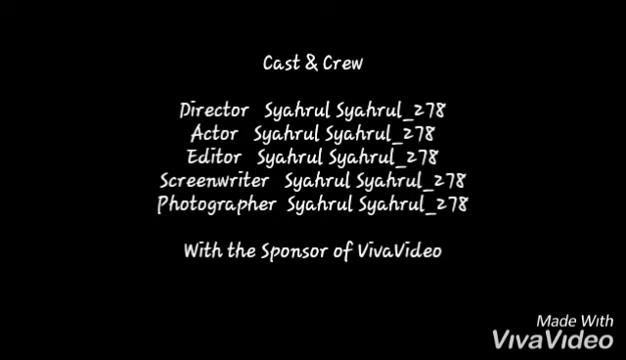 Cast & Crew
Director Syahrul Syahrul_278
Actor Syahrul Syahrul_278
Editor Syahrul Syahrul_278
Screenwriter Syahrul Syahrul_278
Photographer Syahrul Syahrul_278
With the Sponsor of VivaVideo
Made With
VivaVideo